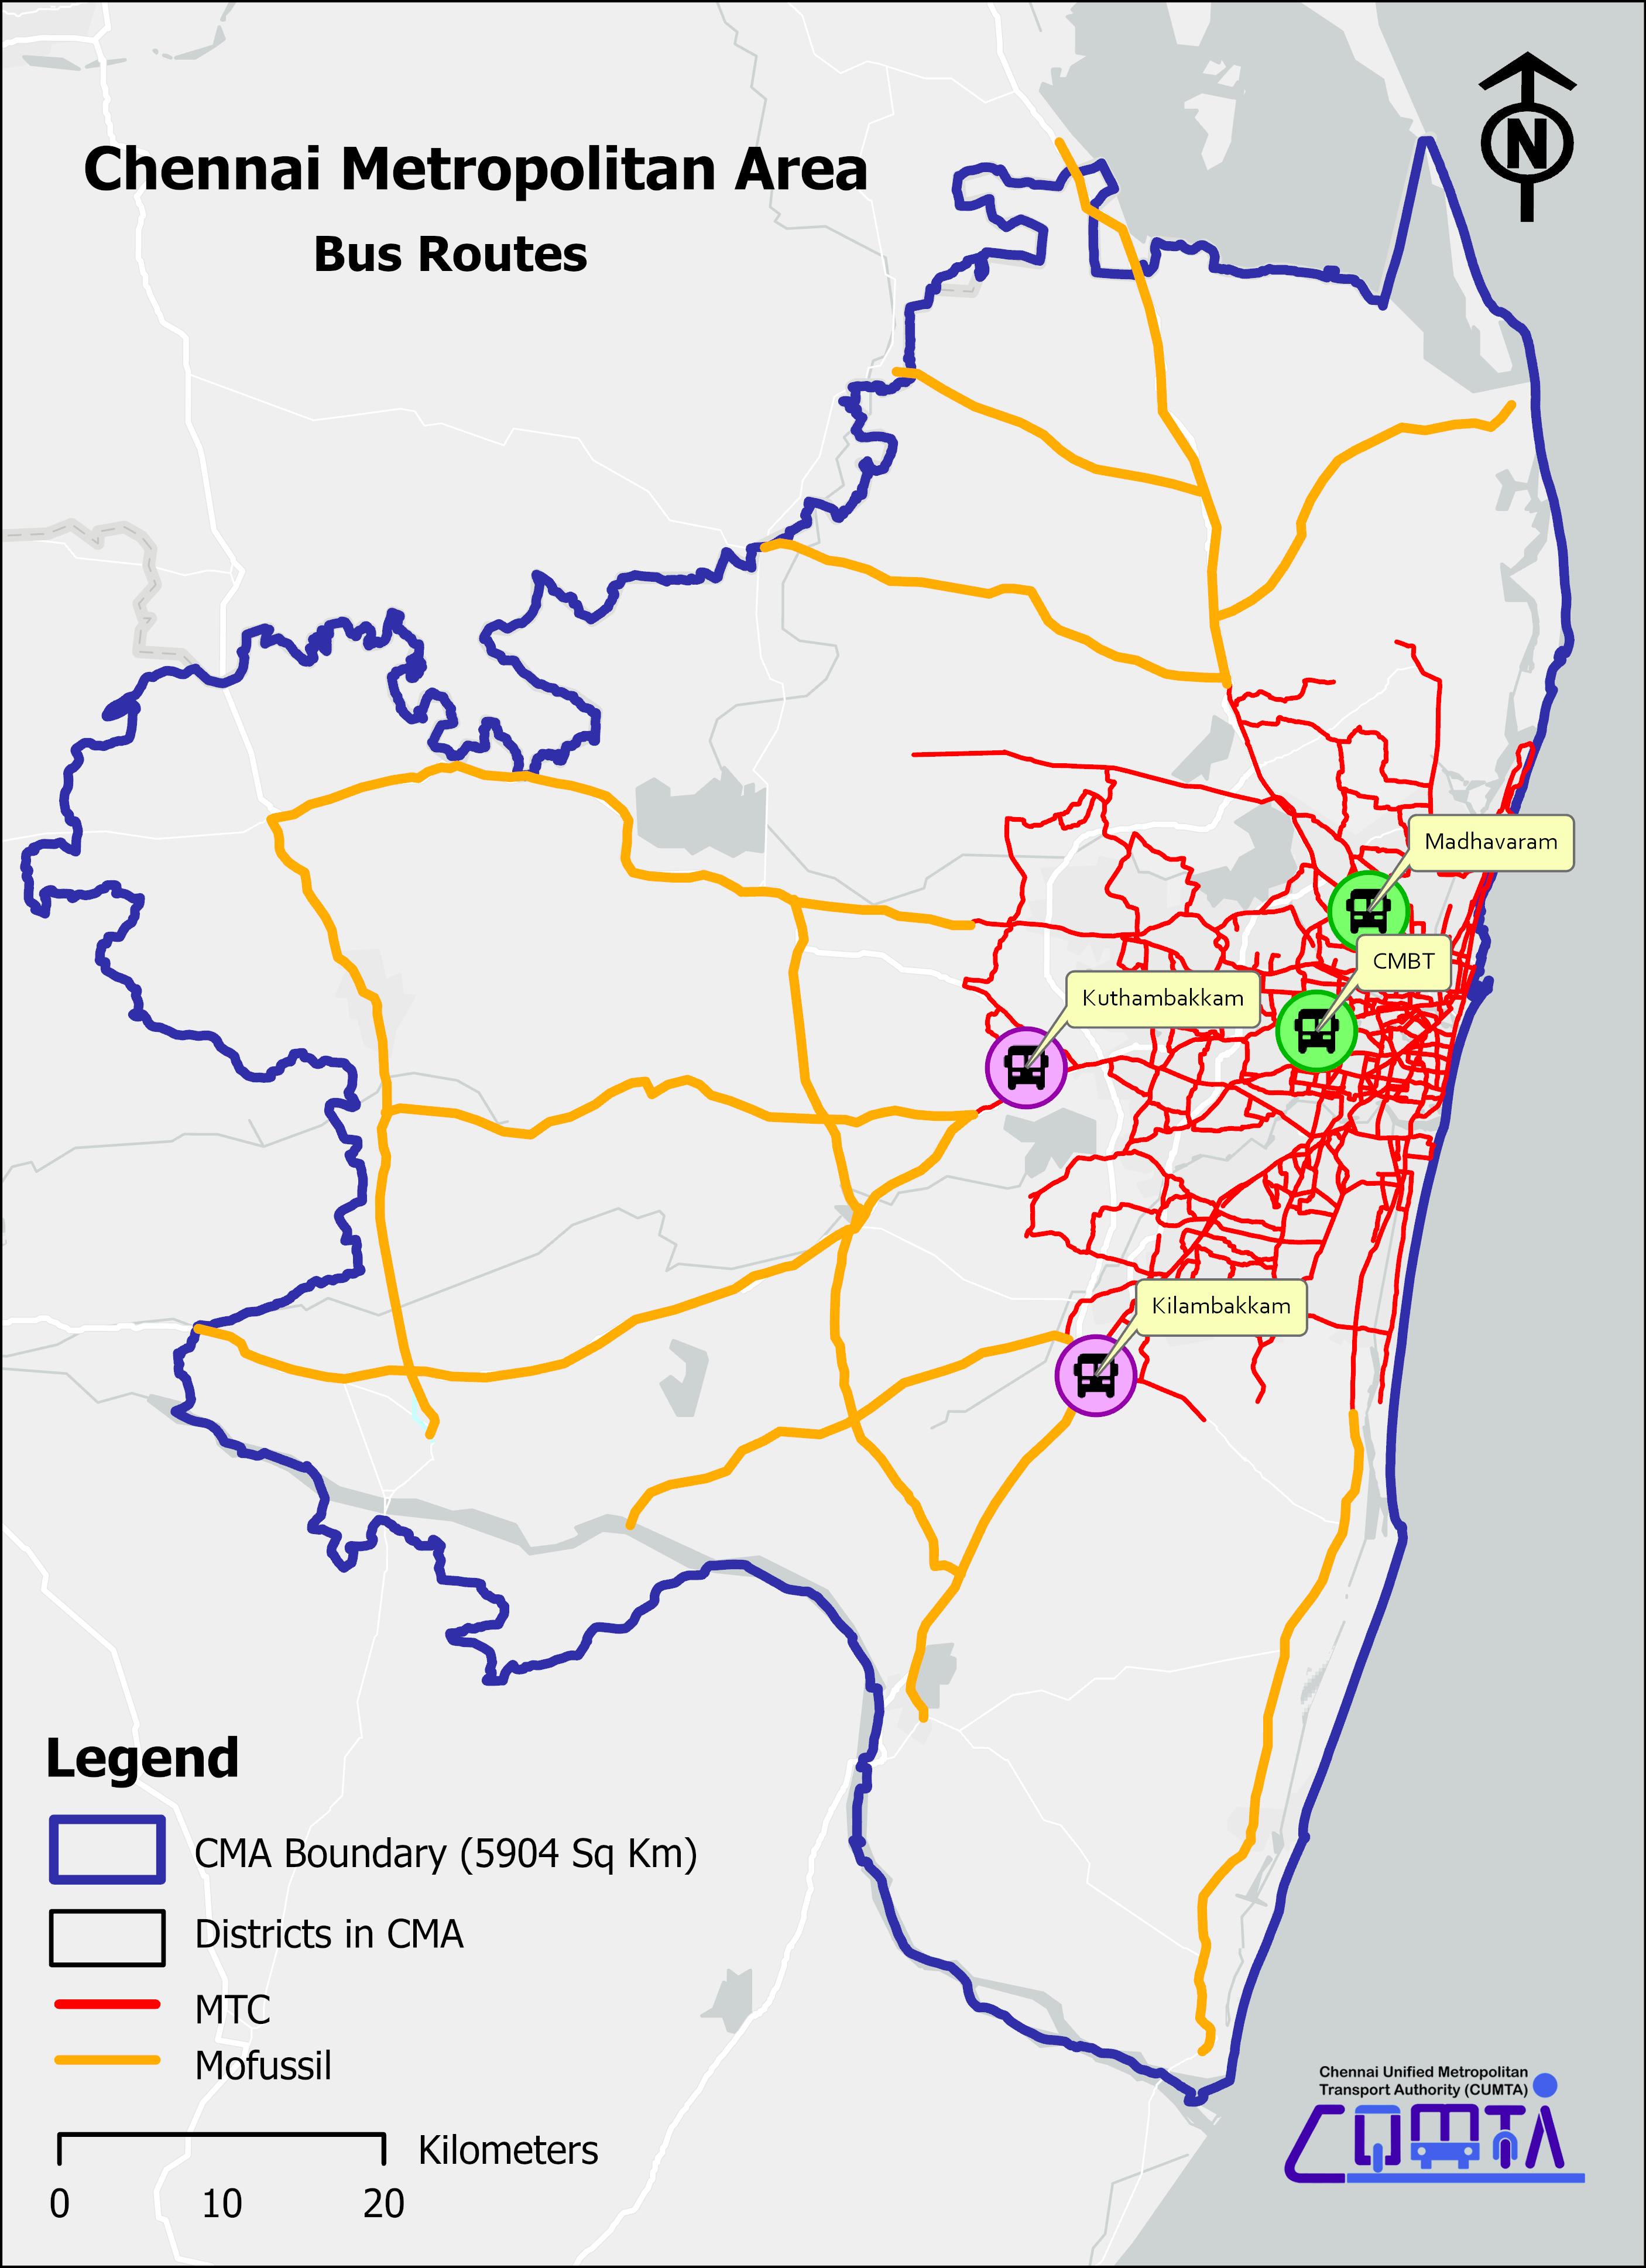 N
Chennai Metropolitan Area
Bus Routes
Madhavaram
CMBT
Kuthambakkam
Kilambakkam
Legend
CMA Boundary (5904 Sq Km)
Districts in CMA
MTC
Mofussil
Kilometers
0 10 20
Chennai Unified Metropolitan
Transport Authority (CUMTA)
CUMTA